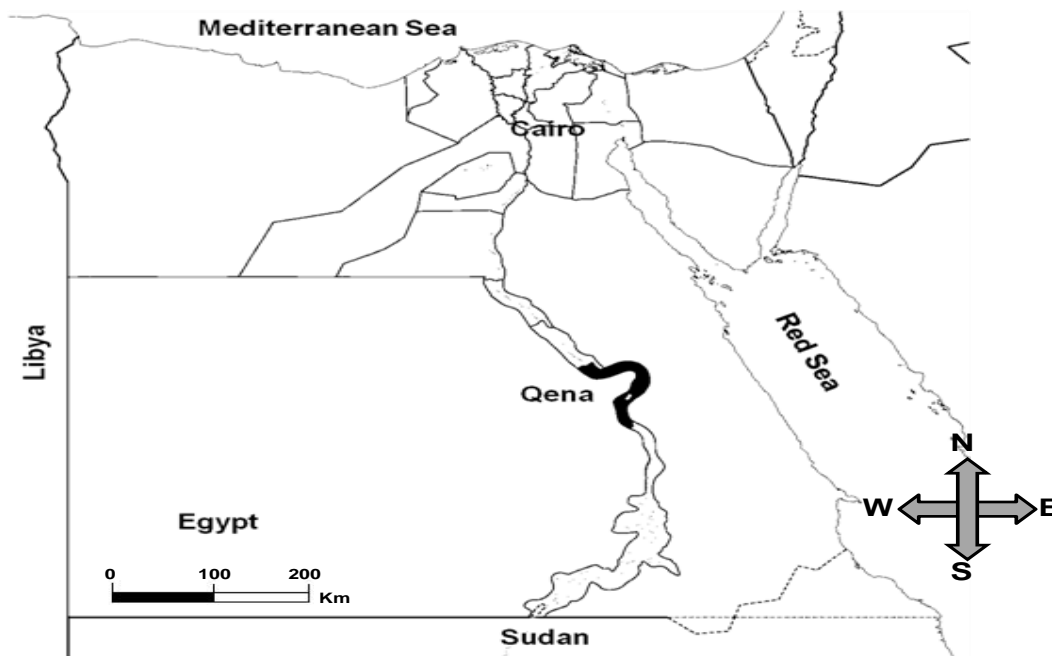 Mediterranean Sea
Cairo
Libya
Red Sea
Qena
N
W E
S
Egypt
0 100 200
Km
Sudan